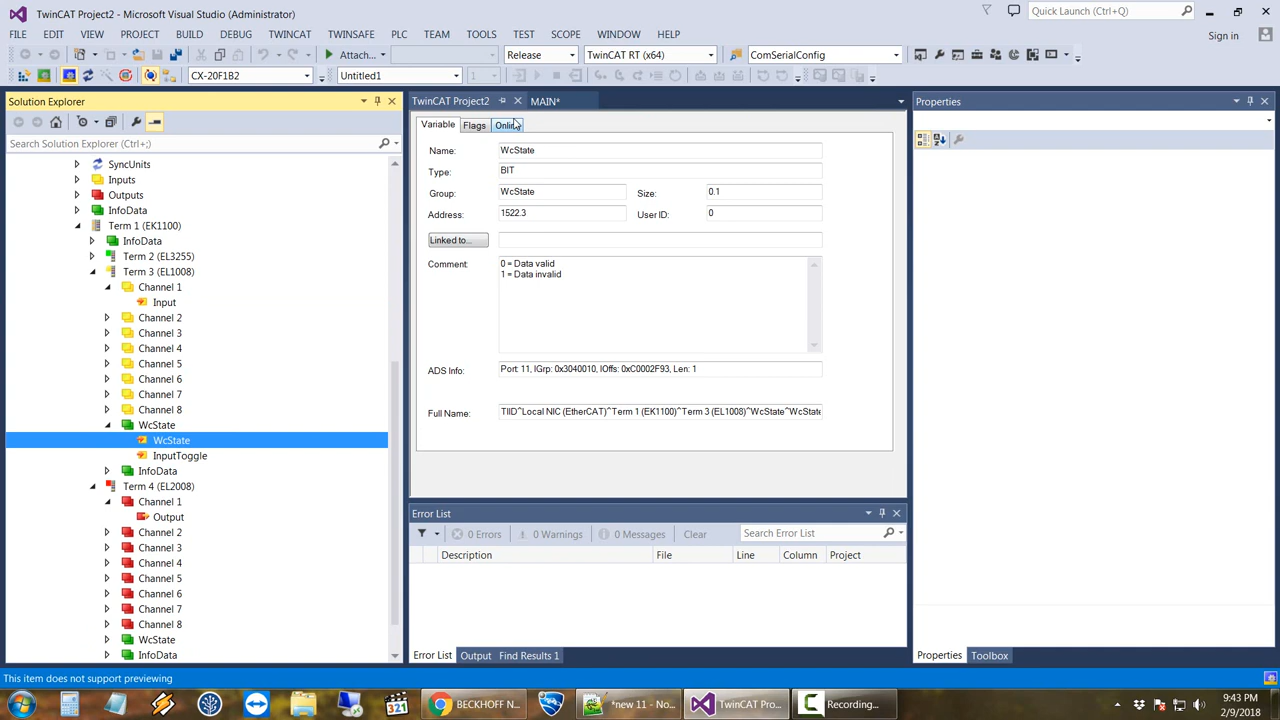 TwinCAT Project2 - Microsoft Visual Studio (Administrator)
Quick Launch (Ctrl+Q)
FILE EDIT VIEW PROJECT BUILD DEBUG TWINCAT TWINSAFE PLC TEAM TOOLS TEST SCOPE WINDOW HELP
Sign in
Attach...
Release
TwinCAT RT (x64)
ComSerialConfig
CX-20F1B2
Untitled1
1
Solution Explorer
Search Solution Explorer (Ctrl+;)
SyncUnits
Inputs
Outputs
InfoData
Term 1 (EK1100)
InfoData
Term 2 (EL3255)
Term 3 (EL1008)
Channel 1
Input
Channel 2
Channel 3
Channel 4
Channel 5
Channel 6
Channel 7
Channel 8
WcState
WcState
InputToggle
InfoData
Term 4 (EL2008)
Channel 1
Output
Channel 2
Channel 3
Channel 4
Channel 5
Channel 6
Channel 7
Channel 8
WcState
InfoData
TwinCAT Project2
MAIN*
Variable Flags Online
Name: WcState
Type: BIT
Group: WcState Size: 0.1
Address: 1522.3 User ID: 0
Linked to...
Comment: 0 = Data valid
1 = Data invalid
ADS Info: Port: 11, IGrp: 0x3040010, IOffs: 0xC0002F93, Len: 1
Full Name: TIID^Local NIC (EtherCAT)^Term 1 (EK1100)^Term 3 (EL1008)^WcState^WcState
Error List
0 Errors 0 Warnings 0 Messages Clear Search Error List
Description File Line Column Project
Error List Output Find Results 1
Properties
Properties Toolbox
This item does not support previewing
321
BECKHOFF N...
*new 11 - No...
TwinCAT Pro...
Recording...
9:43 PM
2/9/2018